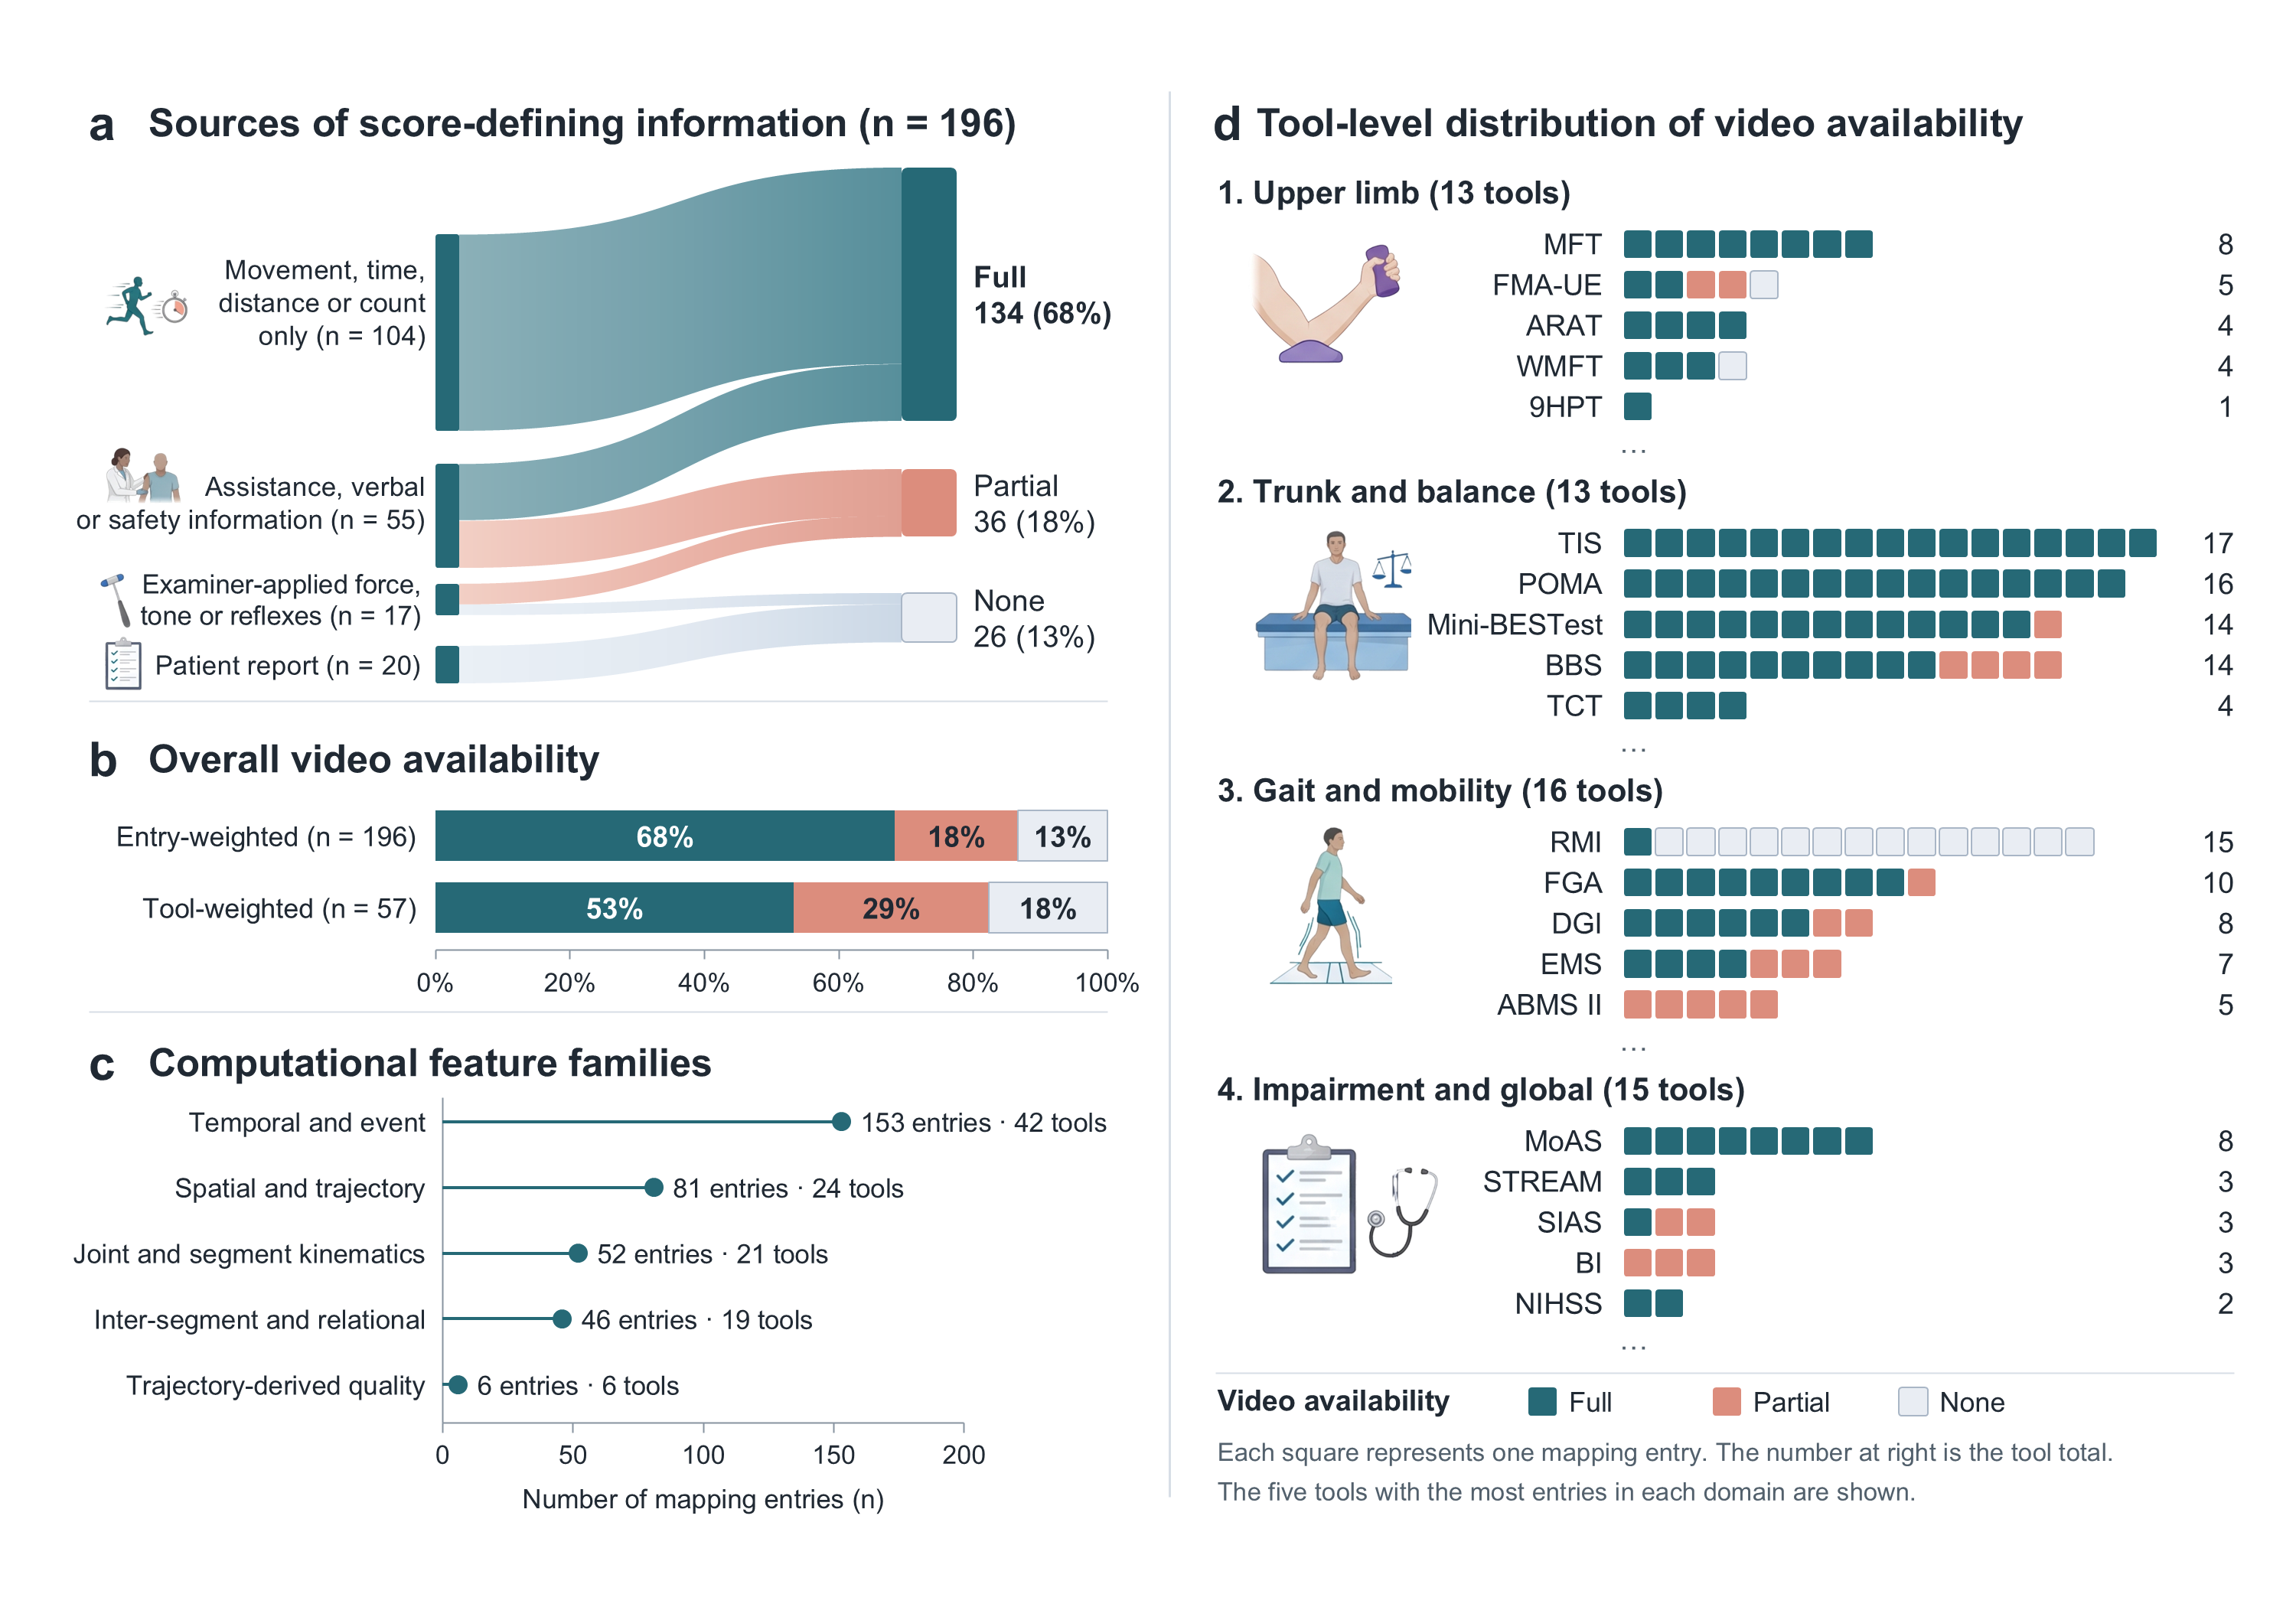 a Sources of score-defining information (n = 196)
Movement, time,
distance or count
only (n = 104)
Full
134 (68%)
Assistance, verbal
or safety information (n = 55)
Partial
36 (18%)
Examiner-applied force,
tone or reflexes (n = 17)
None
26 (13%)
Patient report (n = 20)
b Overall video availability
Entry-weighted (n = 196) 68% 18% 13%
Tool-weighted (n = 57) 53% 29% 18%
0% 20% 40% 60% 80% 100%
c Computational feature families
Temporal and event 153 entries · 42 tools
Spatial and trajectory 81 entries · 24 tools
Joint and segment kinematics 52 entries · 21 tools
Inter-segment and relational 46 entries · 19 tools
Trajectory-derived quality 6 entries · 6 tools
0 50 100 150 200
Number of mapping entries (n)
d Tool-level distribution of video availability
1. Upper limb (13 tools)
MFT 8
FMA-UE 5
ARAT 4
WMFT 4
9HPT 1
...
2. Trunk and balance (13 tools)
TIS 17
POMA 16
Mini-BESTest 14
BBS 14
TCT 4
...
3. Gait and mobility (16 tools)
RMI 15
FGA 10
DGI 8
EMS 7
ABMS II 5
...
4. Impairment and global (15 tools)
MoAS 8
STREAM 3
SIAS 3
BI 3
NIHSS 2
...
Video availability Full Partial None
Each square represents one mapping entry. The number at right is the tool total.
The five tools with the most entries in each domain are shown.